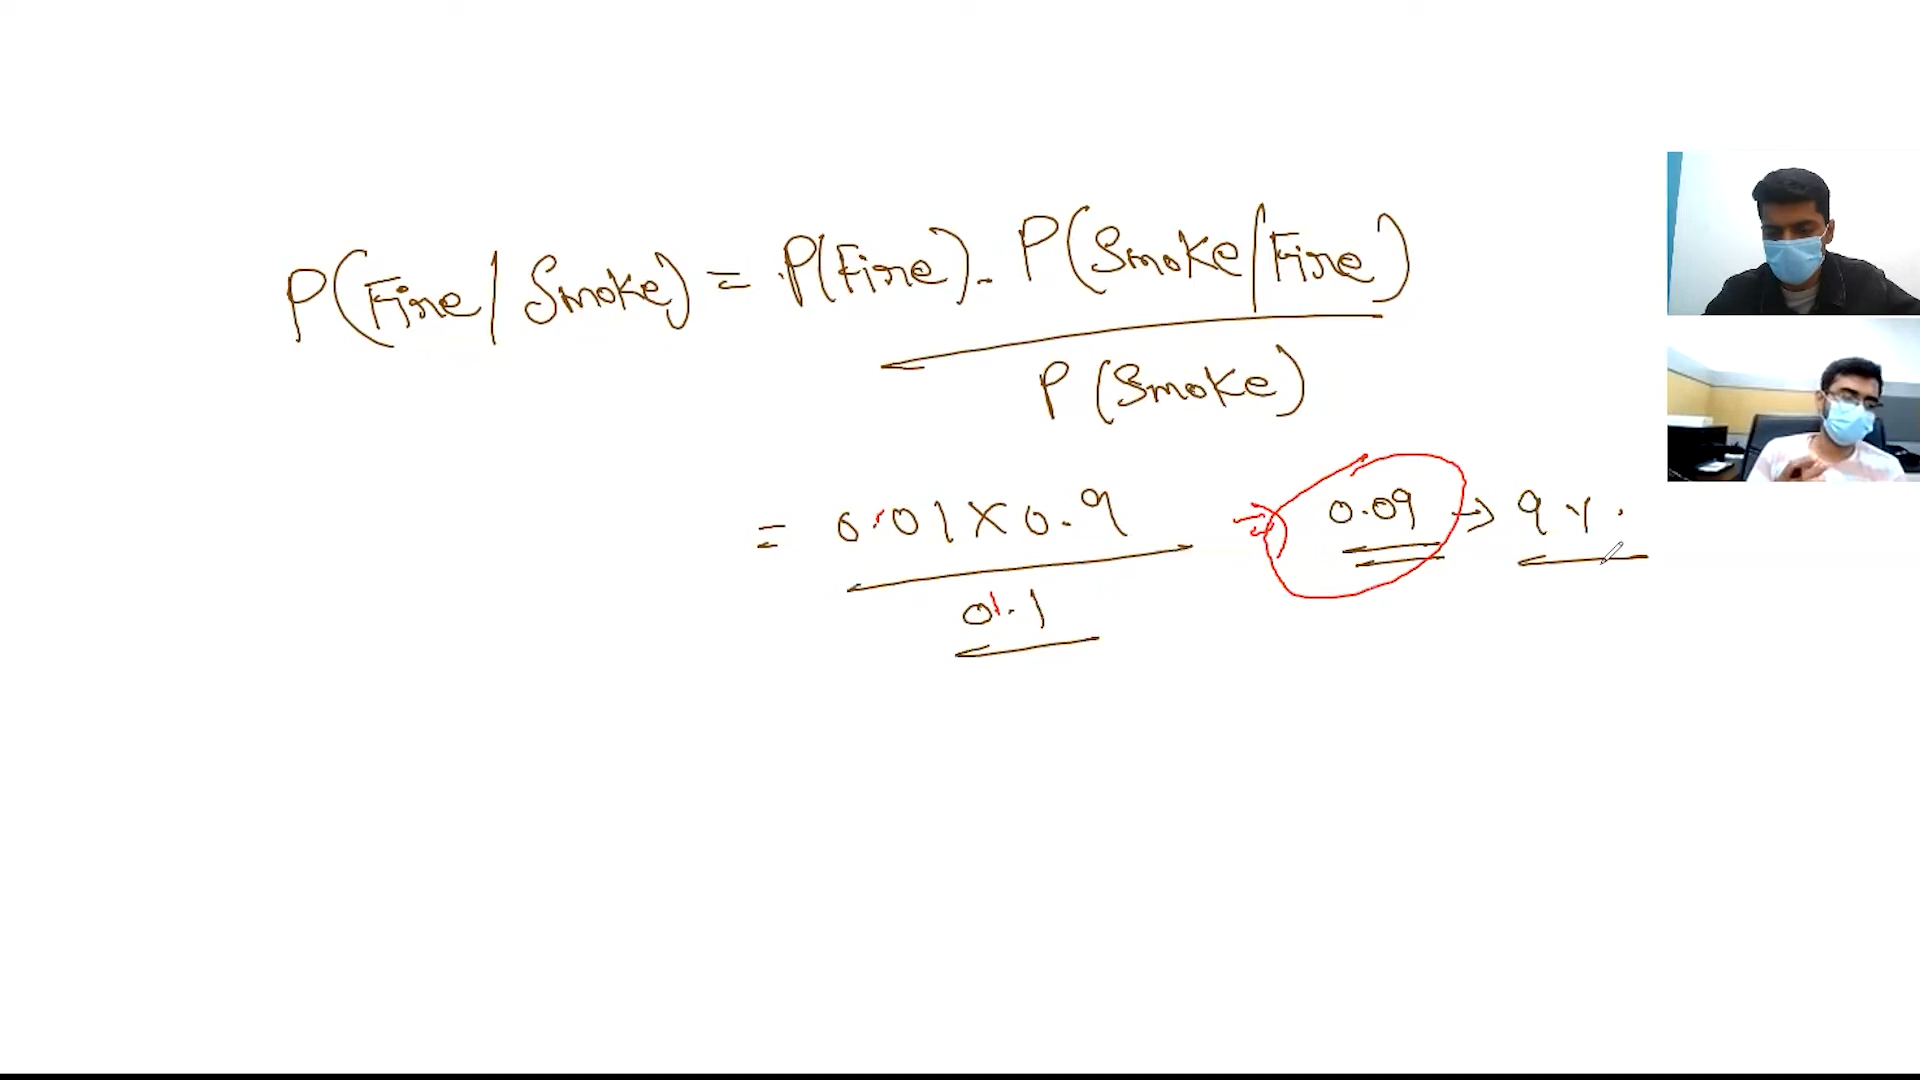 P(Fire/Smoke) = P(Fire). P(Smoke/Fire)
P(Smoke)
= 0.01 X 0.9 ⇒ 0.09 → 9%.
0.1